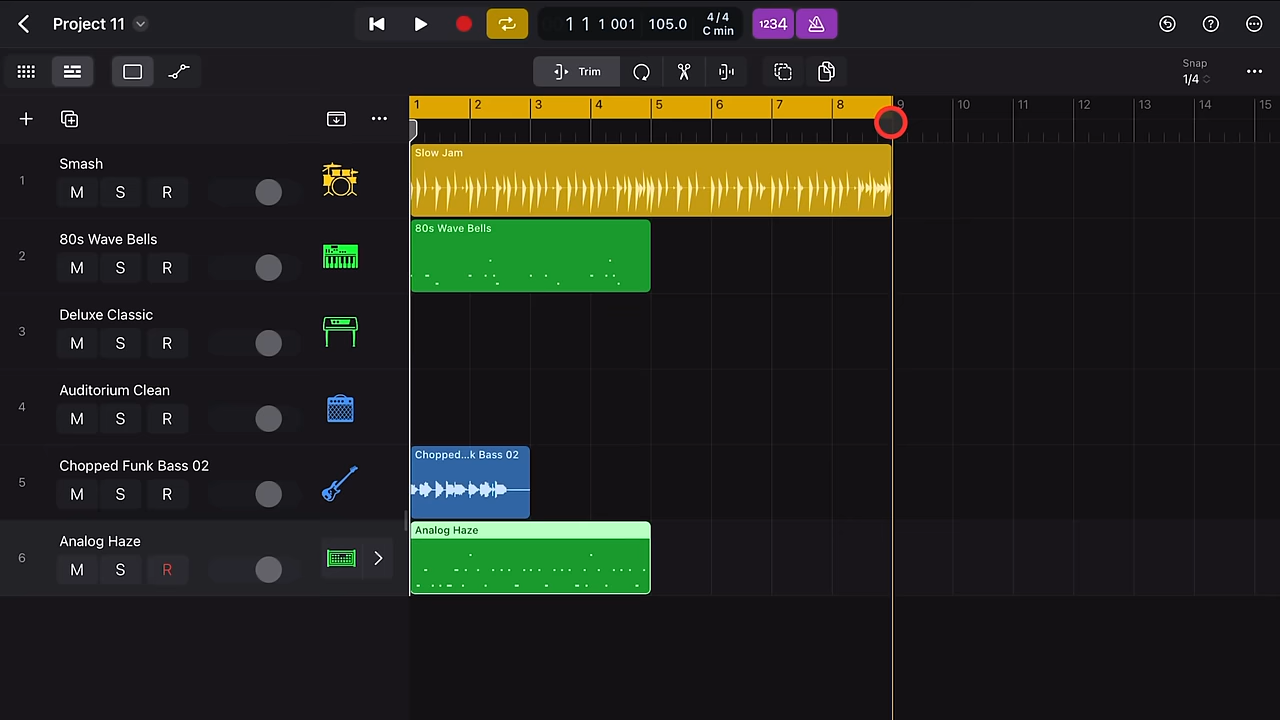 Project 11
1 1 1 001 105.0 4/4 C min
1234
Trim
Snap
1/4
1 2 3 4 5 6 7 8 9 10 11 12 13 14 15
1 Smash
M S R
Slow Jam
2 80s Wave Bells
M S R
80s Wave Bells
3 Deluxe Classic
M S R
4 Auditorium Clean
M S R
5 Chopped Funk Bass 02
M S R
Chopped...k Bass 02
6 Analog Haze
M S R
Analog Haze